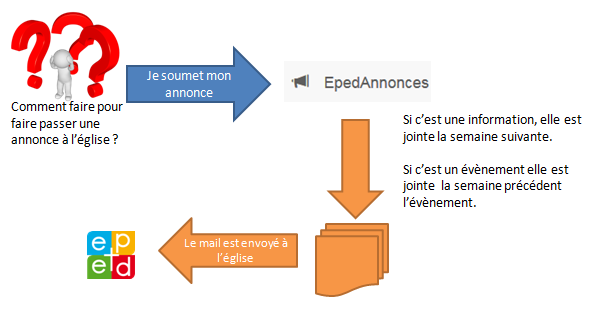 Comment faire pour
faire passer une
annonce à l'église ?
Je soumet mon
annonce
EpedAnnonces
Si c'est une information, elle est
jointe la semaine suivante.
Si c'est un évènement elle est
jointe la semaine précédent
l'évènement.
Le mail est envoyé à
l'église
ep
ed